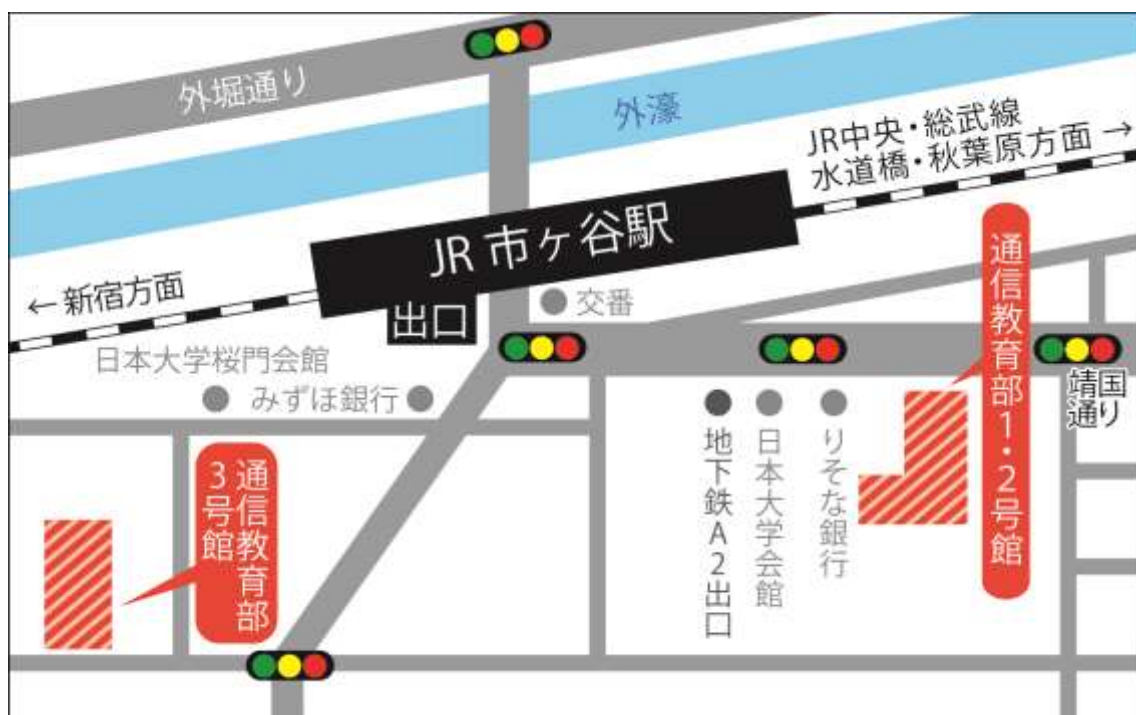 外堀通り
外濠
JR中央・総武線
水道橋・秋葉原方面 →
JR 市ヶ谷駅
← 新宿方面
出口
交番
日本大学桜門会館
みずほ銀行
靖国
通り
地下鉄A2出口
日本大学会館
りそな銀行
通信教育部1・2号館
通信教育部
3号館